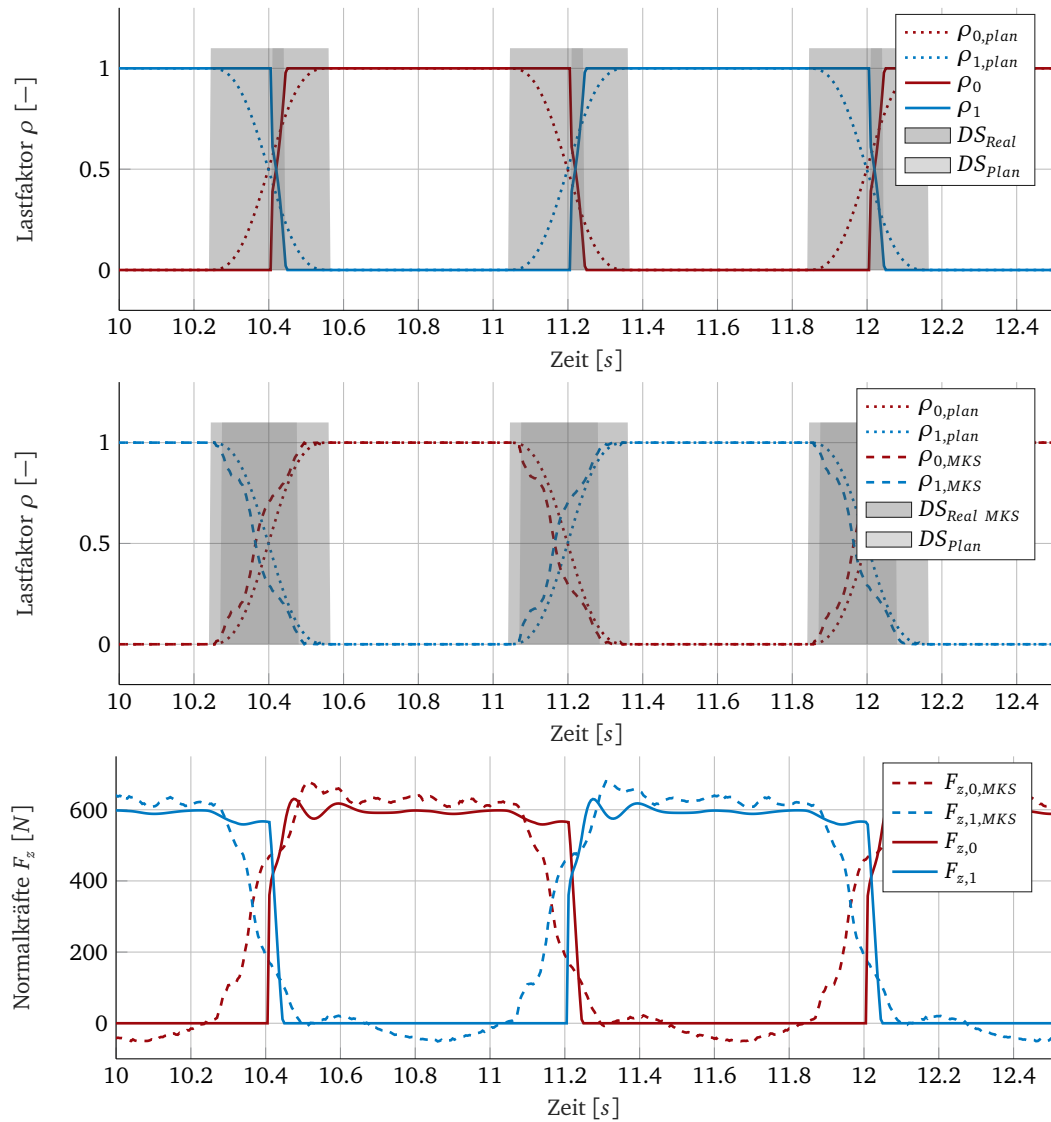 Lastfaktor ρ [—]
1
0.5
0
ρ0,plan
ρ1,plan
ρ0
ρ1
DSReal
DSPlan
10 10.2 10.4 10.6 10.8 11 11.2 11.4 11.6 11.8 12 12.2 12.4
Zeit [s]
Lastfaktor ρ [—]
1
0.5
0
ρ0,plan
ρ1,plan
ρ0,MKS
ρ1,MKS
DSReal MKS
DSPlan
10 10.2 10.4 10.6 10.8 11 11.2 11.4 11.6 11.8 12 12.2 12.4
Zeit [s]
Normalkräfte Fz [N]
600
400
200
0
Fz,0,MKS
Fz,1,MKS
Fz,0
Fz,1
10 10.2 10.4 10.6 10.8 11 11.2 11.4 11.6 11.8 12 12.2 12.4
Zeit [s]